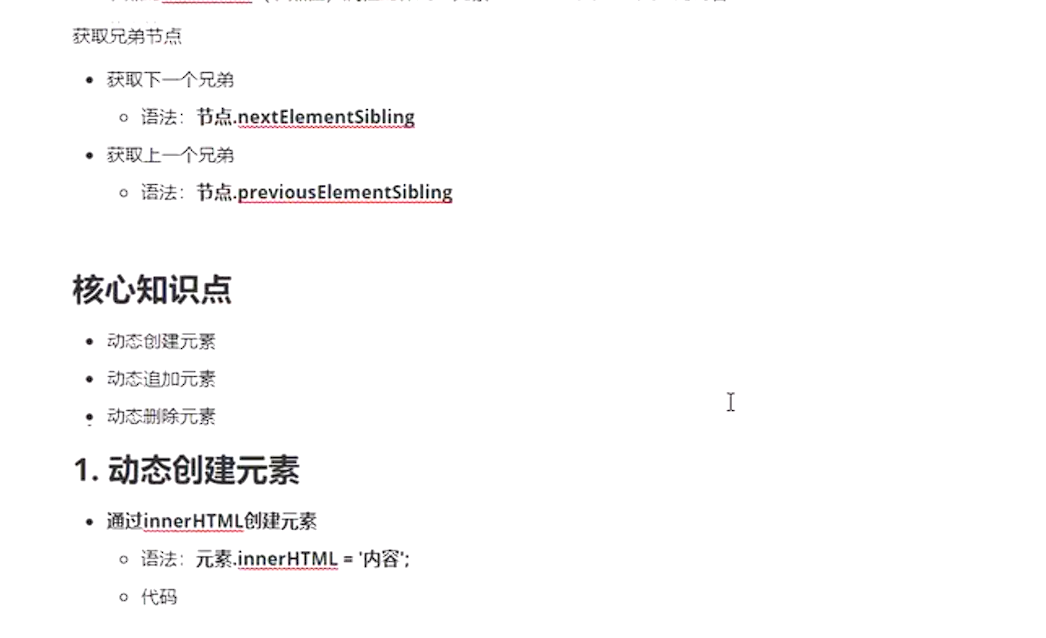 获取兄弟节点
获取下一个兄弟
语法：节点.nextElementSibling
获取上一个兄弟
语法：节点.previousElementSibling
核心知识点
动态创建元素
动态追加元素
动态删除元素
1. 动态创建元素
通过innerHTML创建元素
语法：元素.innerHTML = '内容';
代码